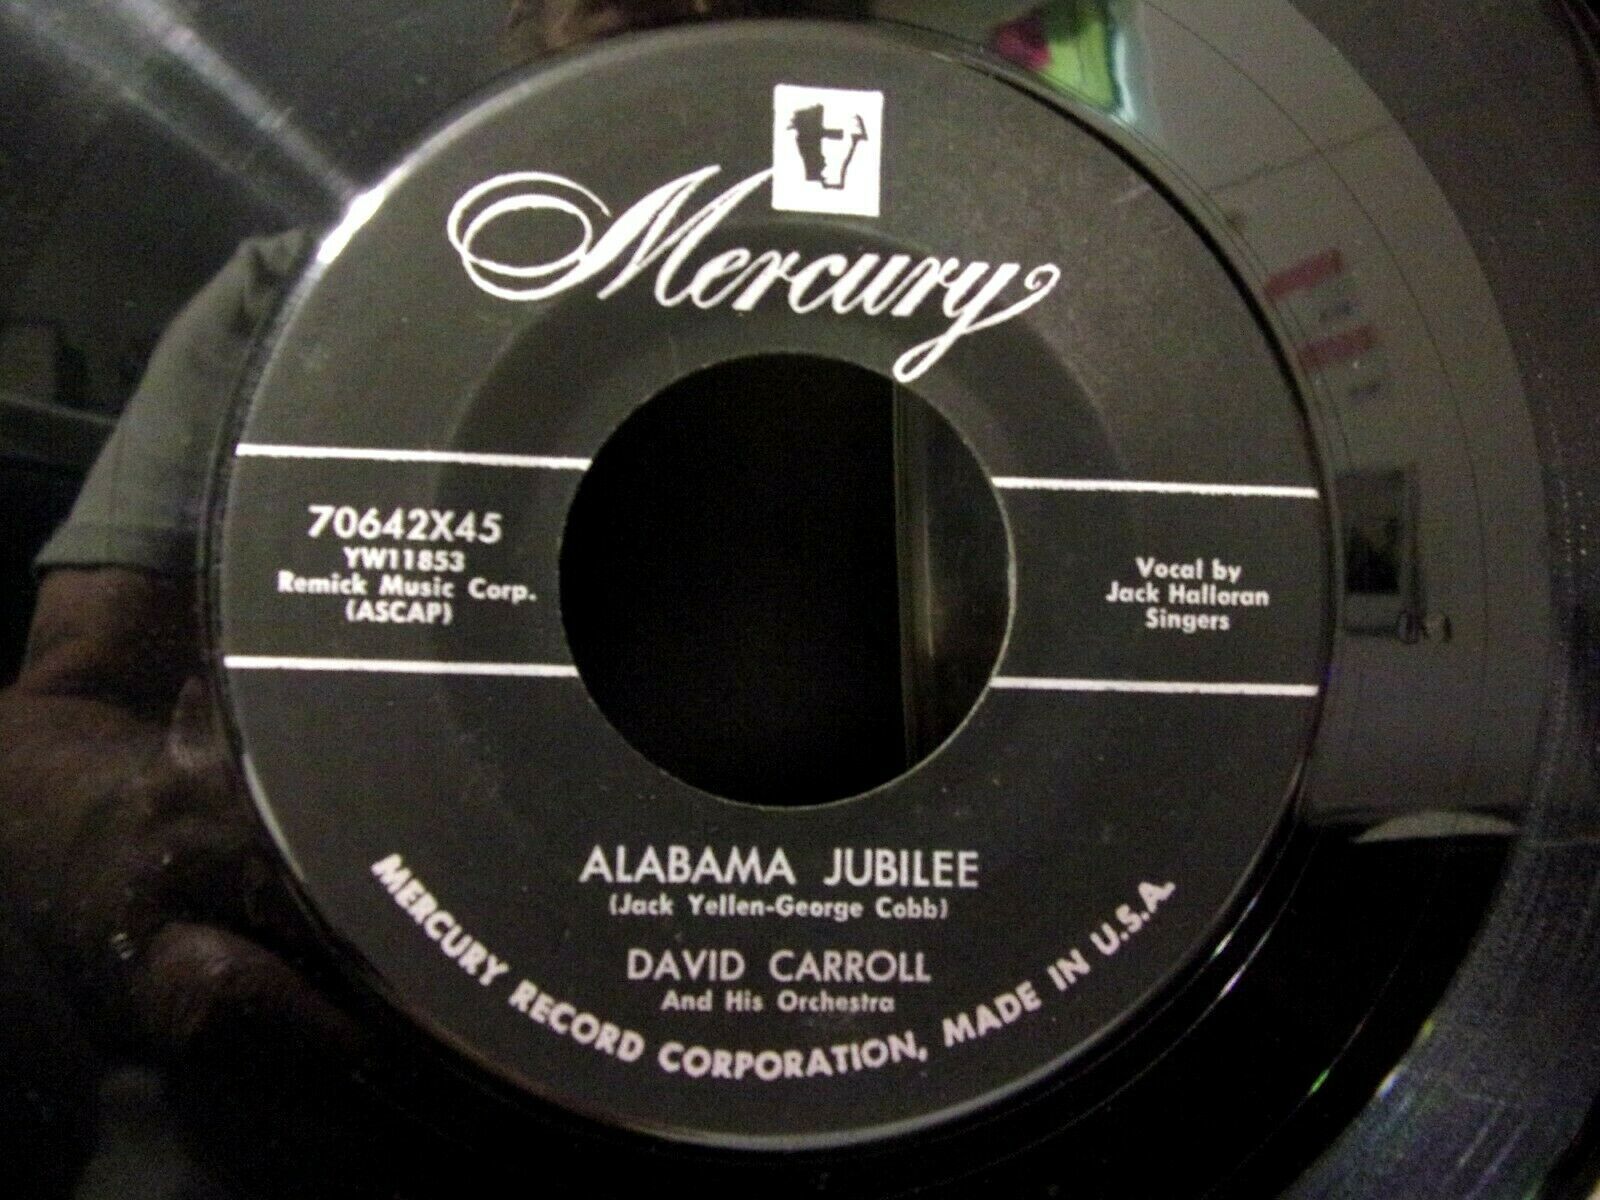 Mercury
70642X45
YW11853
Remick Music Corp.
(ASCAP)
Vocal by
Jack Halloran
Singers
ALABAMA JUBILEE
(Jack Yellen-George Cobb)
DAVID CARROLL
And His Orchestra
MERCURY RECORD CORPORATION, MADE IN U.S.A.